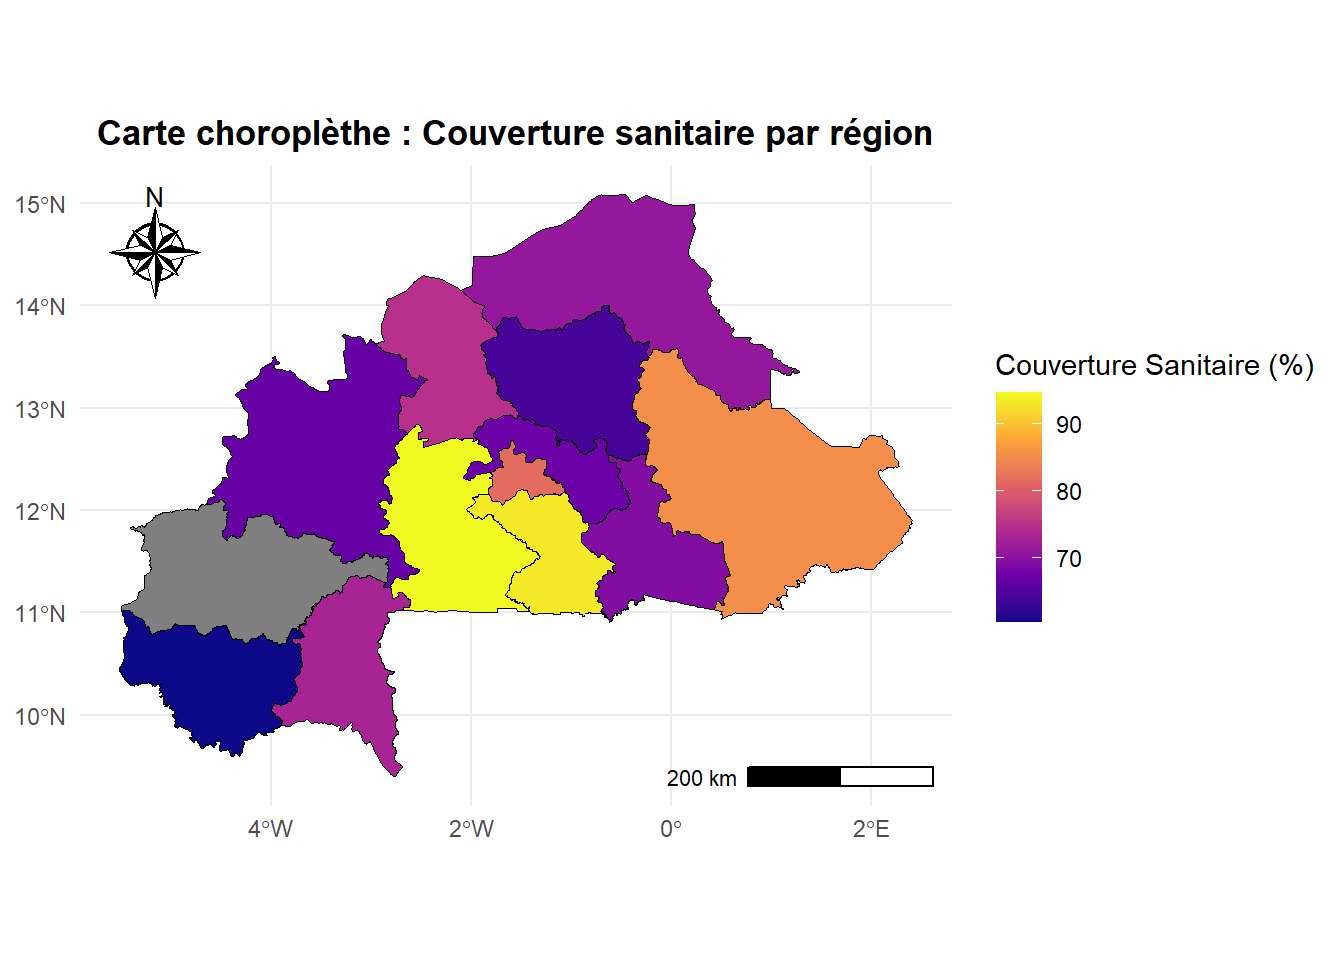 Carte choroplèthe : Couverture sanitaire par région
N
15°N
14°N
13°N
12°N
11°N
10°N
4°W
2°W
0°
2°E
200 km
Couverture Sanitaire (%)
90
80
70